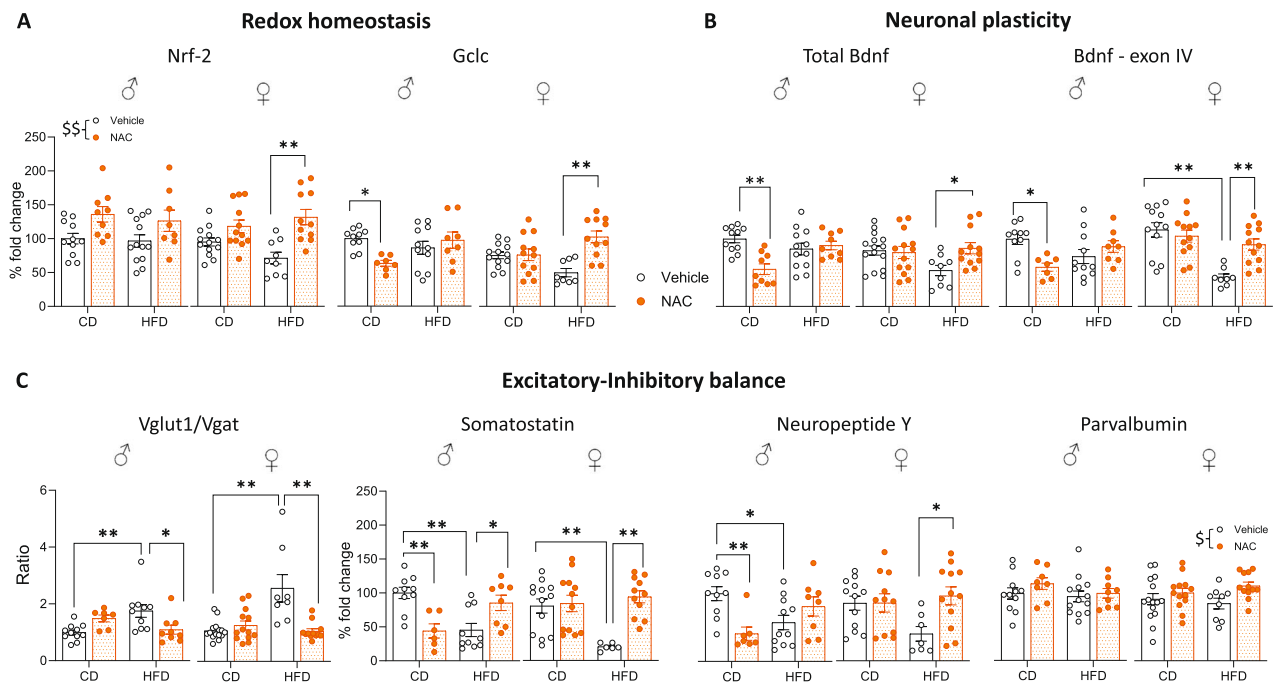 A Redox homeostasis
B Neuronal plasticity
Nrf-2 Gclc Total Bdnf Bdnf - exon IV
♂ ♀ ♂ ♀ ♂ ♀ ♂ ♀
$$ Vehicle
NAC
% fold change
250
200
150
100
50
0
** * ** ** * * ** **
CD HFD CD HFD CD HFD CD HFD
Vehicle
NAC
CD HFD CD HFD CD HFD CD HFD
C Excitatory-Inhibitory balance
Vglut1/Vgat Somatostatin Neuropeptide Y Parvalbumin
♂ ♀ ♂ ♀ ♂ ♀ ♂ ♀
Ratio
6
4
2
0
** * ** **
CD HFD CD HFD
% fold change
250
200
150
100
50
0
** ** * ** **
CD HFD CD HFD
* ** *
CD HFD CD HFD
$ Vehicle
NAC
CD HFD CD HFD